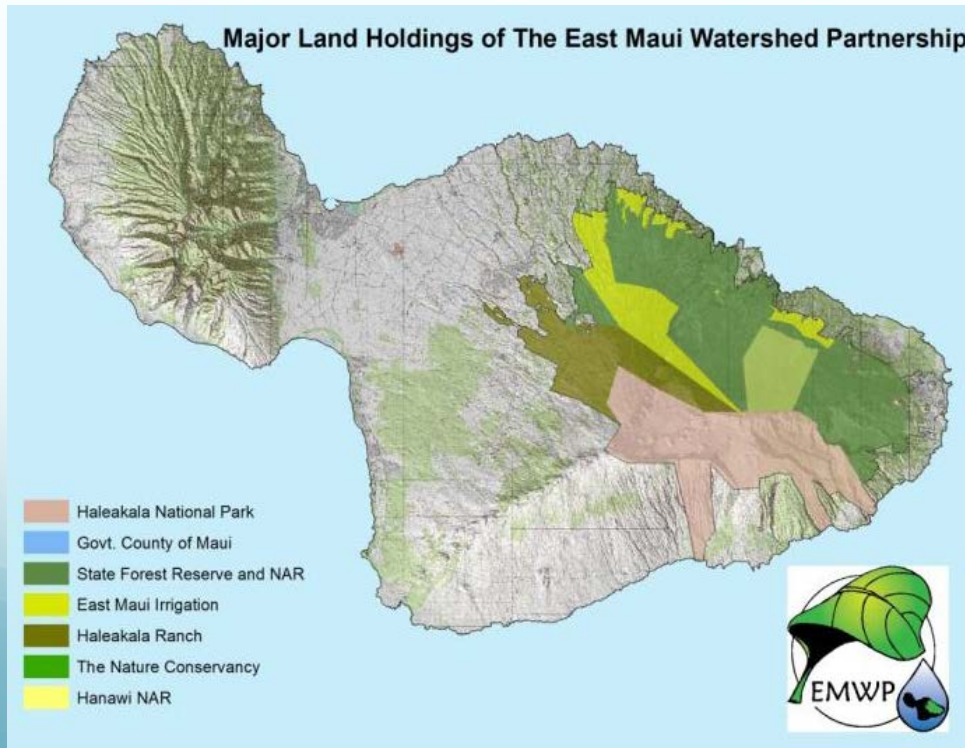 Major Land Holdings of The East Maui Watershed Partnership
Haleakala National Park
Govt. County of Maui
State Forest Reserve and NAR
East Maui Irrigation
Haleakala Ranch
The Nature Conservancy
Hanawi NAR
EMWP